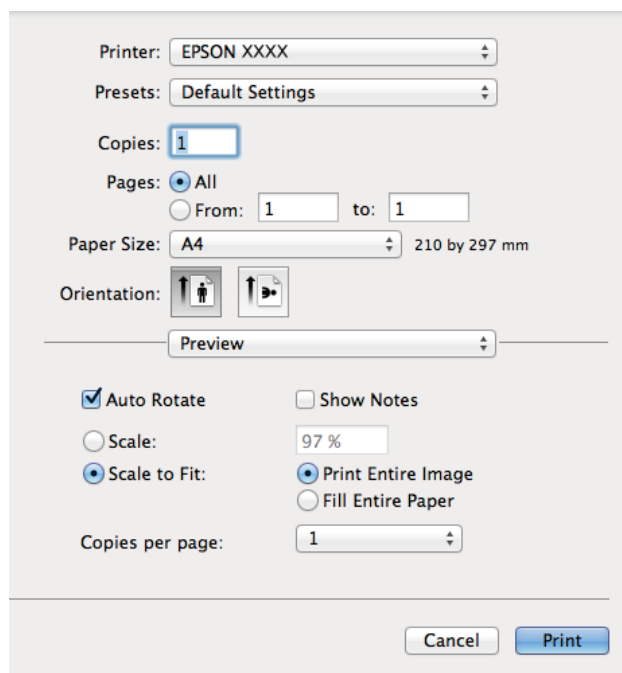 Printer: EPSON XXXX
Presets: Default Settings
Copies: 1
Pages: All
From: 1 to: 1
Paper Size: A4 210 by 297 mm
Orientation:
Preview
Auto Rotate Show Notes
Scale: 97 %
Scale to Fit: Print Entire Image
Fill Entire Paper
Copies per page: 1
Cancel Print